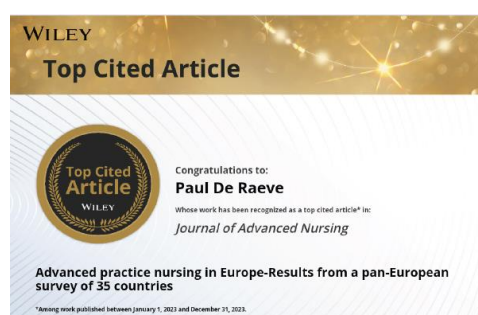 WILEY
Top Cited Article
Top Cited
Article
WILEY
Congratulations to:
Paul De Raeve
Whose work has been recognized as a top cited article* in:
Journal of Advanced Nursing
Advanced practice nursing in Europe-Results from a pan-European
survey of 35 countries
*Among work published between January 1, 2023 and December 31, 2023.